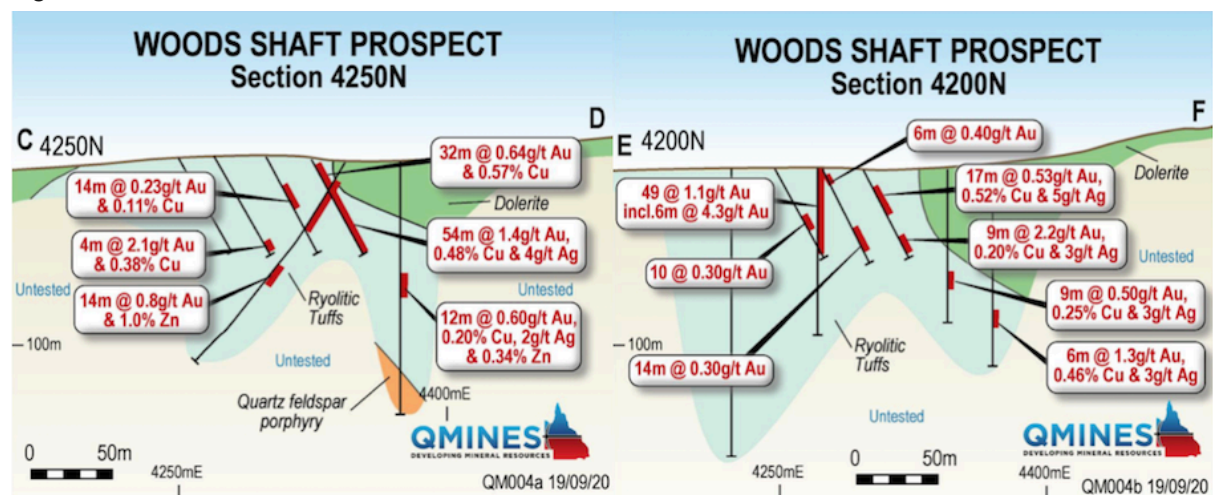 WOODS SHAFT PROSPECT
Section 4250N
C 4250N
D
32m @ 0.64g/t Au
& 0.57% Cu
14m @ 0.23g/t Au
& 0.11% Cu
Dolerite
4m @ 2.1g/t Au
& 0.38% Cu
54m @ 1.4g/t Au,
0.48% Cu & 4g/t Ag
Untested
14m @ 0.8g/t Au
& 1.0% Zn
Ryolitic
Tuffs
Untested
12m @ 0.60g/t Au,
0.20% Cu, 2g/t Ag
& 0.34% Zn
100m
Untested
4400mE
Quartz feldspar
porphyry
QMINES
DEVELOPING MINERAL RESOURCES
0 50m
4250mE
QM004a 19/09/20
WOODS SHAFT PROSPECT
Section 4200N
E 4200N
F
6m @ 0.40g/t Au
Dolerite
17m @ 0.53g/t Au,
0.52% Cu & 5g/t Ag
49 @ 1.1g/t Au
incl.6m @ 4.3g/t Au
9m @ 2.2g/t Au,
0.20% Cu & 3g/t Ag
Untested
10 @ 0.30g/t Au
9m @ 0.50g/t Au,
0.25% Cu & 3g/t Ag
100m
Ryolitic
Tuffs
14m @ 0.30g/t Au
6m @ 1.3g/t Au,
0.46% Cu & 3g/t Ag
Untested
QMINES
DEVELOPING MINERAL RESOURCES
0 50m
4250mE
4400mE
QM004b 19/09/20